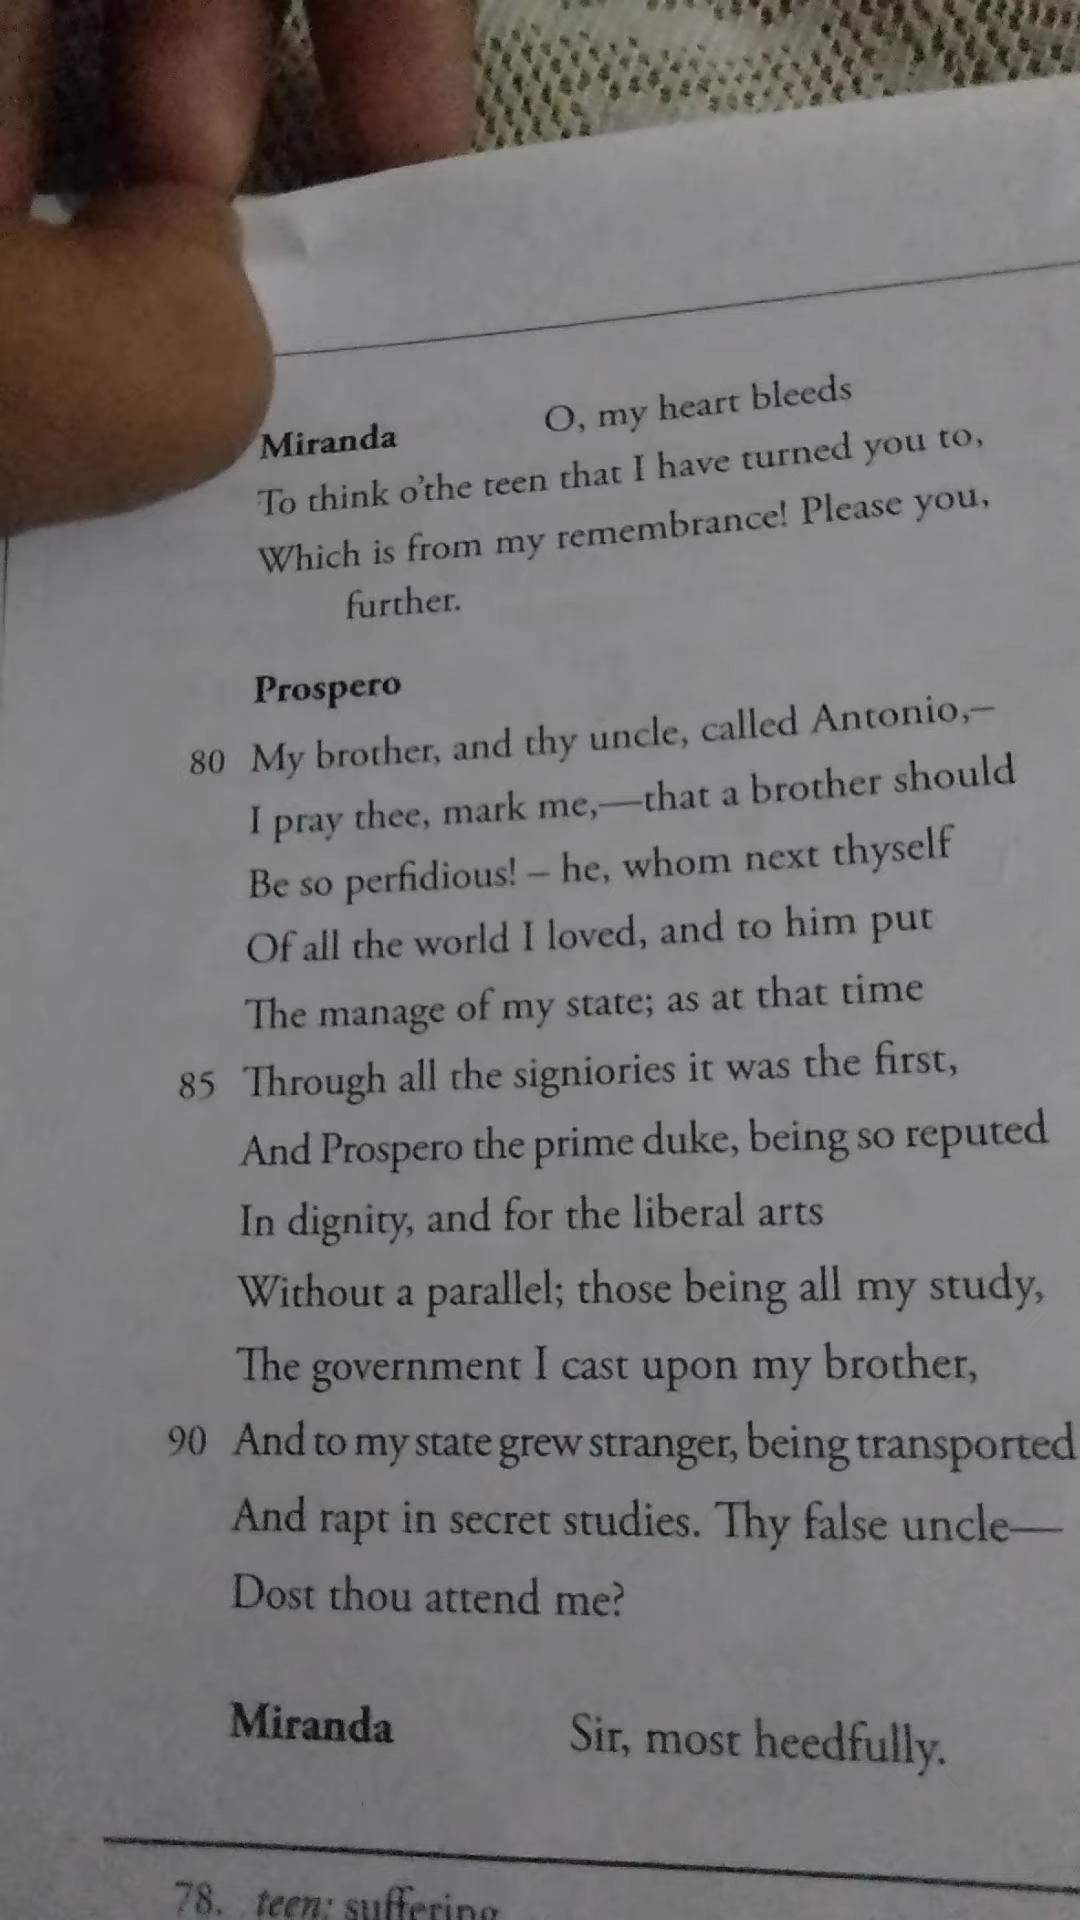 Miranda O, my heart bleeds
To think o'the teen that I have turned you to,
Which is from my remembrance! Please you,
further.
Prospero
80 My brother, and thy uncle, called Antonio,–
I pray thee, mark me,—that a brother should
Be so perfidious! – he, whom next thyself
Of all the world I loved, and to him put
The manage of my state; as at that time
85 Through all the signiories it was the first,
And Prospero the prime duke, being so reputed
In dignity, and for the liberal arts
Without a parallel; those being all my study,
The government I cast upon my brother,
90 And to my state grew stranger, being transported
And rapt in secret studies. Thy false uncle—
Dost thou attend me?
Miranda Sir, most heedfully.
78. teen: suffering